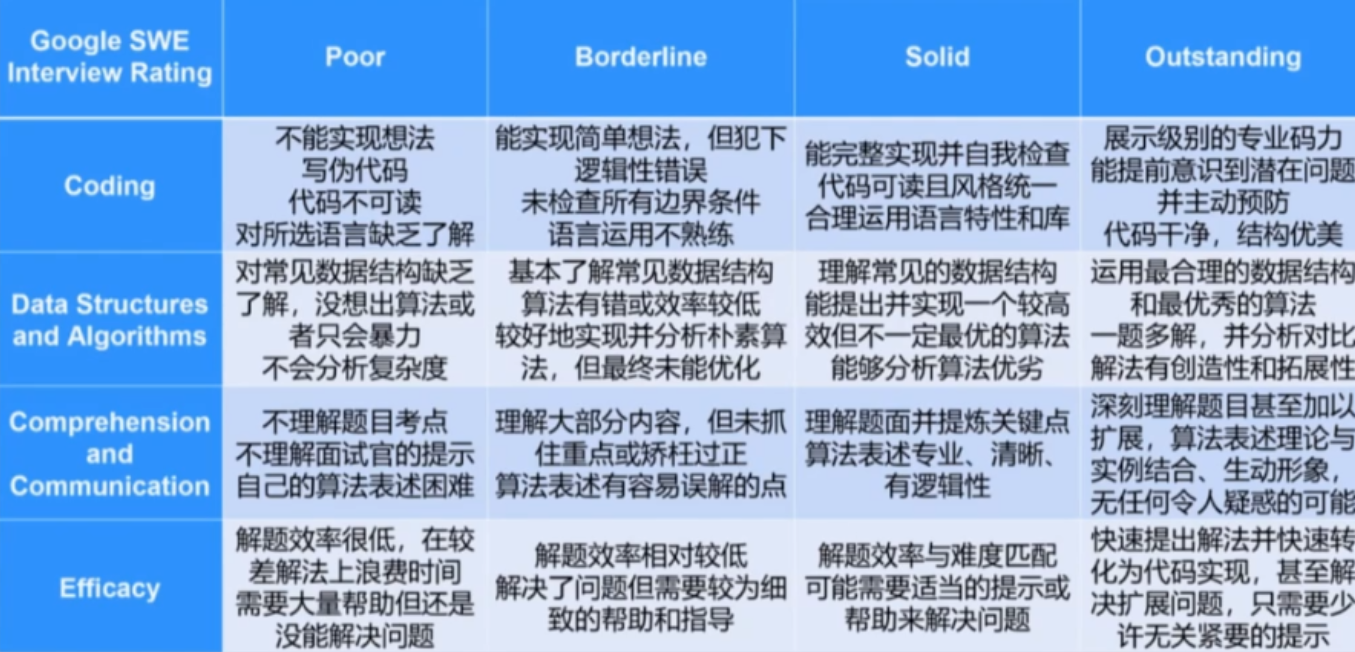 Google SWE
Interview Rating
Poor
Borderline
Solid
Outstanding
Coding
不能实现想法
写伪代码
代码不可读
对所选语言缺乏了解
能实现简单想法，但犯下
逻辑性错误
未检查所有边界条件
语言运用不熟练
能完整实现并自我检查
代码可读且风格统一
合理运用语言特性和库
展示级别的专业码力
能提前意识到潜在问题
并主动预防
代码干净，结构优美
Data Structures
and Algorithms
对常见数据结构缺乏
了解，没想出算法或
者只会暴力
不会分析复杂度
基本了解常见数据结构
算法有错或效率较低
较好地实现并分析朴素算
法，但最终未能优化
理解常见的数据结构
能提出并实现一个较高
效但不一定最优的算法
能够分析算法优劣
运用最合理的数据结构
和最优秀的算法
一题多解，并分析对比
解法有创造性和拓展性
Comprehension
and
Communication
不理解题目考点
不理解面试官的提示
自己的算法表述困难
理解大部分内容，但未抓
住重点或矫枉过正
算法表述有容易误解的点
理解题面并提炼关键点
算法表述专业、清晰、
有逻辑性
深刻理解题目甚至加以
扩展，算法表述理论与
实例结合、生动形象，
无任何令人疑惑的可能
Efficacy
解题效率很低，在较
差解法上浪费时间
需要大量帮助但还是
没能解决问题
解题效率相对较低
解决了问题但需要较为细
致的帮助和指导
解题效率与难度匹配
可能需要适当的提示或
帮助来解决问题
快速提出解法并快速转
化为代码实现，甚至解
决扩展问题，只需要少
许无关紧要的提示